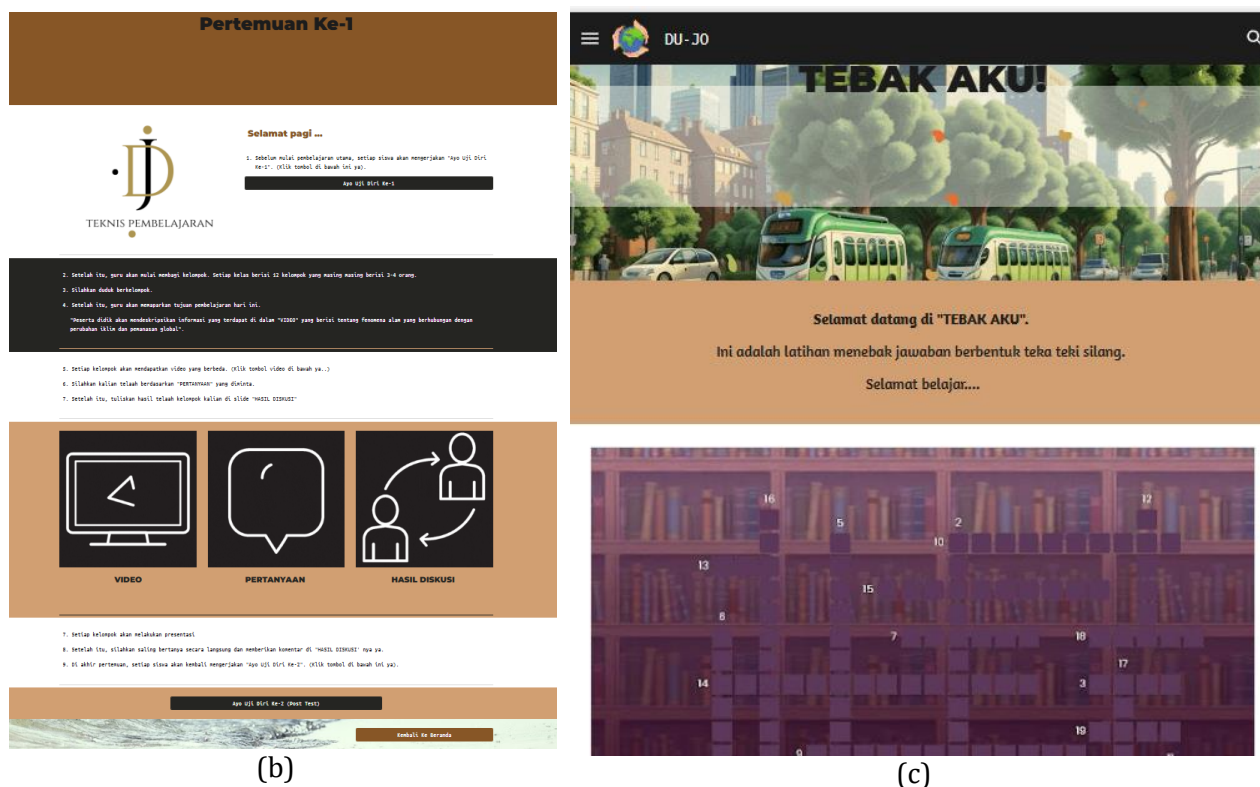 Pertemuan Ke-1
Selamat pagi ...
1. Sebelum mulai pembelajaran utama, setiap siswa akan mengerjakan "Ayo Uji Diri
Ke-1". (Klik tombol di bawah ini ya).
Ayo Uji Diri Ke-1
DJ
TEKNIS PEMBELAJARAN
2. Setelah itu, guru akan mulai membagi kelompok. Setiap kelas berisi 12 kelompok yang masing masing berisi 3-4 orang.
3. Silahkan duduk berkelompok.
4. Setelah itu, guru akan memaparkan tujuan pembelajaran hari ini.
"Peserta didik akan mendeskripsikan informasi yang terdapat di dalam "VIDEO" yang berisi tentang fenomena alam yang berhubungan dengan
perubahan iklim dan pemanasan global".
5. Setiap kelompok akan mendapatkan video yang berbeda. (Klik tombol video di bawah ya..)
6. Silahkan kalian telaah berdasarkan "PERTANYAAN" yang diminta.
7. Setelah itu, tuliskan hasil telaah kelompok kalian di slide "HASIL DISKUSI"
VIDEO
PERTANYAAN
HASIL DISKUSI
7. Setiap kelompok akan melakukan presentasi
8. Setelah itu, silahkan saling bertanya secara langsung dan memberikan komentar di "HASIL DISKUSI' nya ya.
9. Di akhir pertemuan, setiap siswa akan kembali mengerjakan "Ayo Uji Diri Ke-2". (Klik tombol di bawah ini ya).
Ayo Uji Diri Ke-2 (Post Test)
Kembali Ke Beranda
(b)
DU-JO
TEBAK AKU!
Selamat datang di "TEBAK AKU".
Ini adalah latihan menebak jawaban berbentuk teka teki silang.
Selamat belajar....
16
12
5
2
10
13
15
6
7
18
17
14
3
19
9
(c)